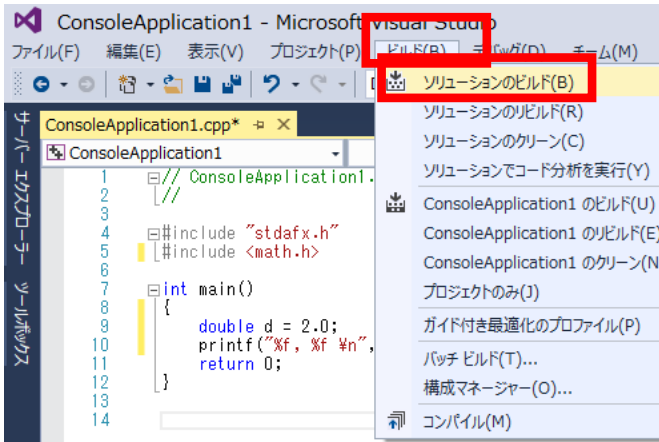 ConsoleApplication1 - Microsoft Visual Studio
ファイル(F) 編集(E) 表示(V) プロジェクト(P) ビルド(B) デバッグ(D) チーム(M)
サーバー エクスプローラー
ツールボックス
ConsoleApplication1.cpp*
ConsoleApplication1
1 // ConsoleApplication1.
2 //
3
4 #include "stdafx.h"
5 #include <math.h>
6
7 int main()
8 {
9 double d = 2.0;
10 printf("%f, %f ¥n",
11 return 0;
12 }
13
14
ソリューションのビルド(B)
ソリューションのリビルド(R)
ソリューションのクリーン(C)
ソリューションでコード分析を実行(Y)
ConsoleApplication1 のビルド(U)
ConsoleApplication1 のリビルド(E)
ConsoleApplication1 のクリーン(N
プロジェクトのみ(J)
ガイド付き最適化のプロファイル(P)
バッチ ビルド(T)...
構成マネージャー(O)...
コンパイル(M)